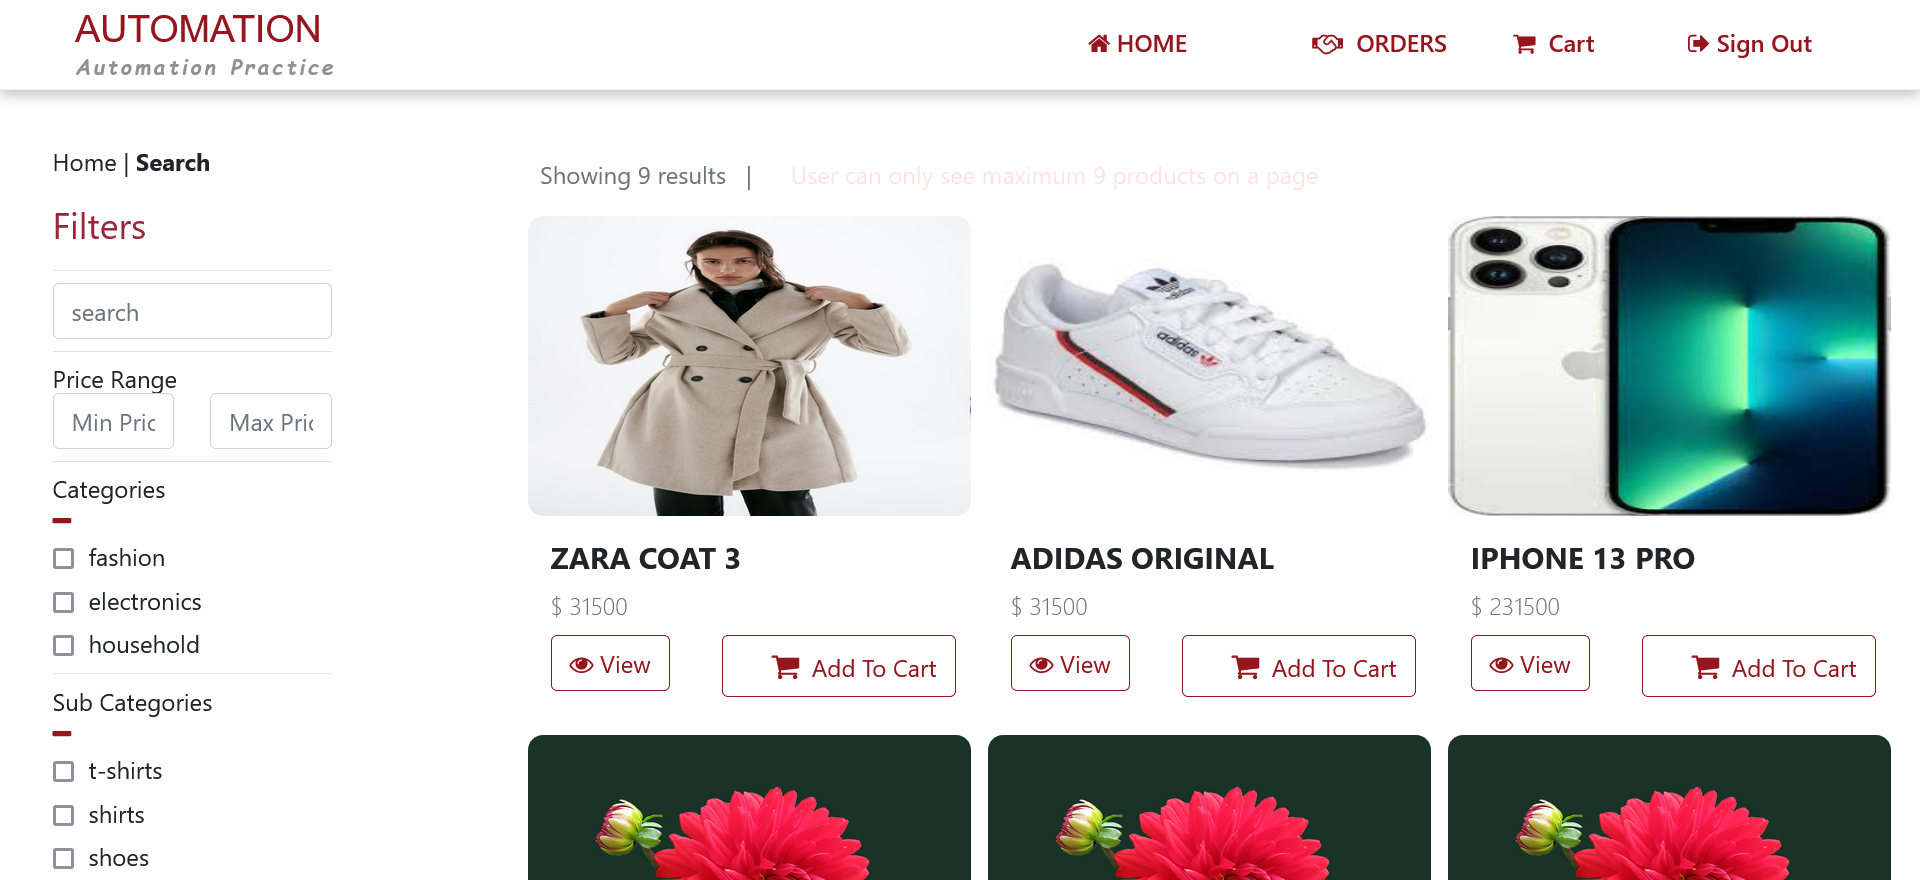 AUTOMATION
Automation Practice
HOME
ORDERS
Cart
Sign Out
Home | Search
Filters
search
Price Range
Min Pric
Max Pric
Categories
fashion
electronics
household
Sub Categories
t-shirts
shirts
shoes
Showing 9 results |
User can only see maximum 9 products on a page
adidas
adidas
ZARA COAT 3
$ 31500
View
Add To Cart
ADIDAS ORIGINAL
$ 31500
View
Add To Cart
IPHONE 13 PRO
$ 231500
View
Add To Cart